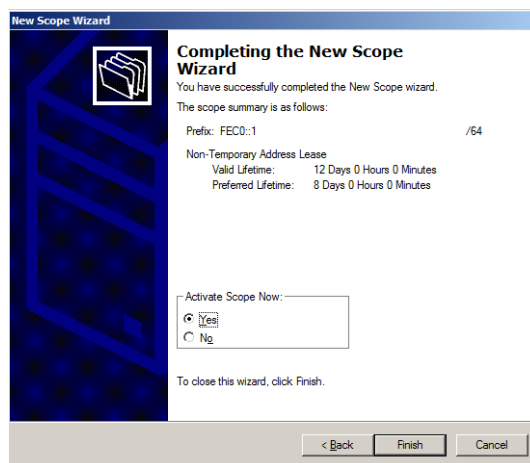 New Scope Wizard
Completing the New Scope
Wizard
You have successfully completed the New Scope wizard.
The scope summary is as follows:
Prefix: FEC0::1 /64
Non-Temporary Address Lease
Valid Lifetime: 12 Days 0 Hours 0 Minutes
Preferred Lifetime: 8 Days 0 Hours 0 Minutes
Activate Scope Now:
Yes
No
To close this wizard, click Finish.
< Back Finish Cancel